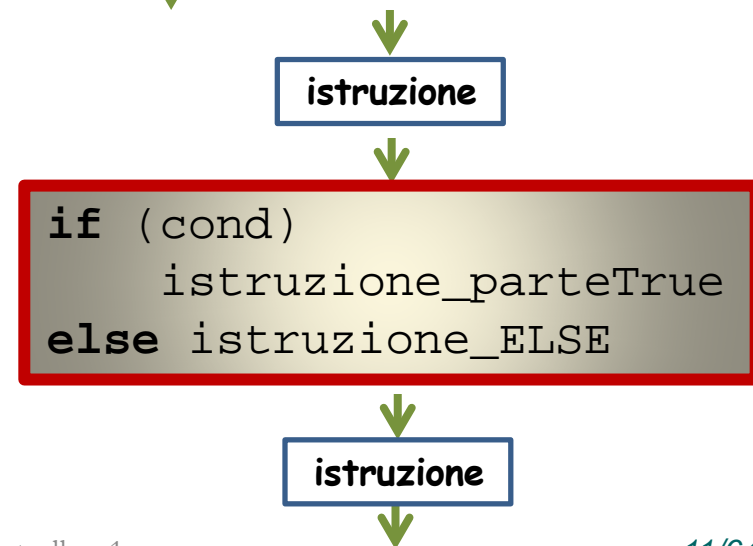 istruzione
if (cond)
istruzione_parteTrue
else istruzione_ELSE
istruzione